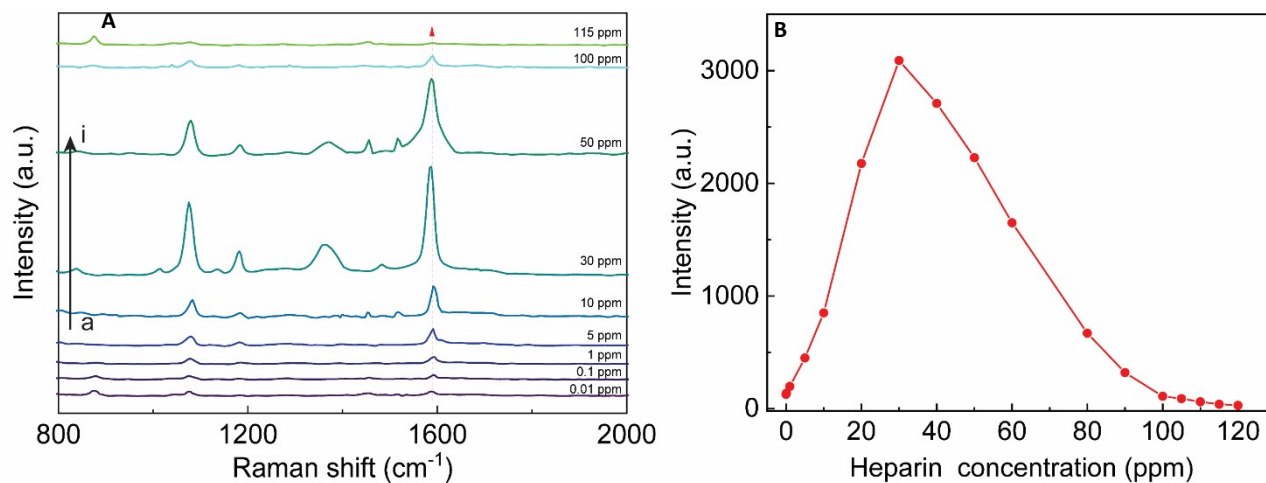 A
115 ppm
100 ppm
i
50 ppm
30 ppm
10 ppm
a
5 ppm
1 ppm
0.1 ppm
0.01 ppm
Intensity (a.u.)
800 1200 1600 2000
Raman shift (cm⁻¹)
B
3000
2000
1000
0
Intensity (a.u.)
0 20 40 60 80 100 120
Heparin concentration (ppm)